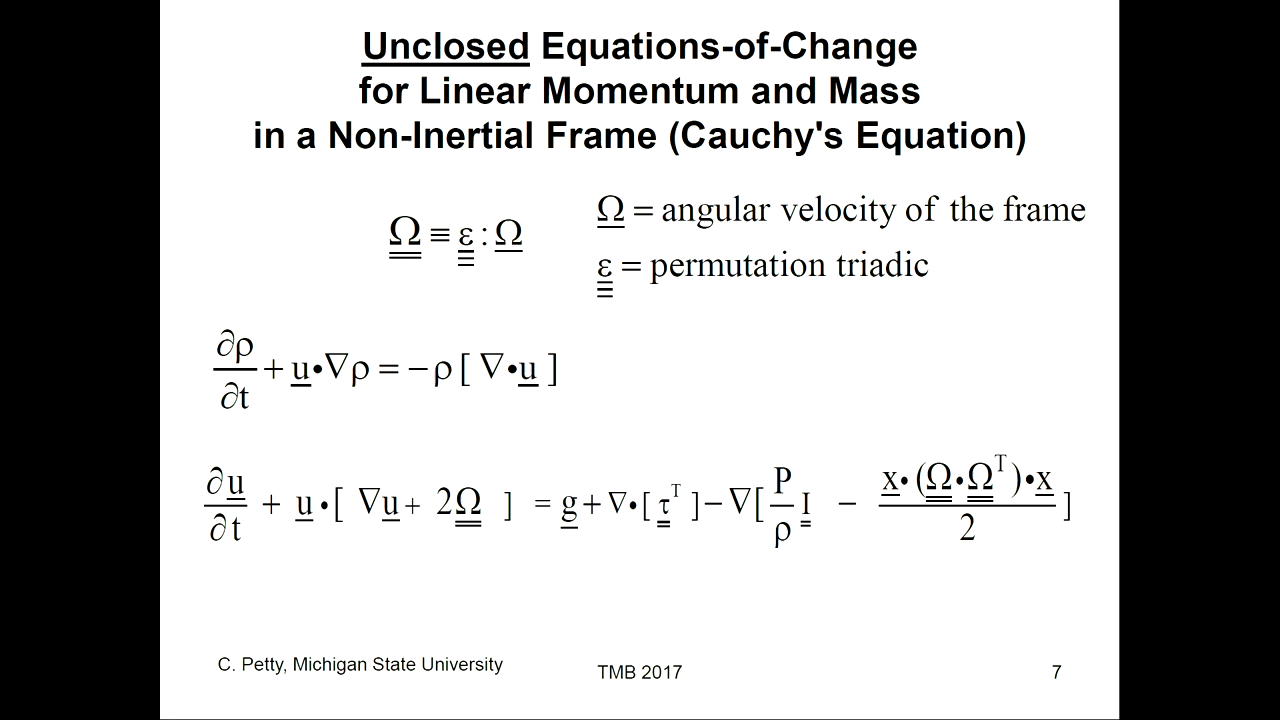 Unclosed Equations-of-Change
for Linear Momentum and Mass
in a Non-Inertial Frame (Cauchy's Equation)
Ω ≡ ε : Ω
Ω = angular velocity of the frame
ε = permutation triadic
∂ρ/∂t + u•∇ρ = −ρ [ ∇•u ]
∂u/∂t + u•[ ∇u + 2Ω ] = g + ∇•[ τ^T ] − ∇[ P/ρ I − x•(Ω•Ω^T)•x/2 ]
C. Petty, Michigan State University
TMB 2017
7